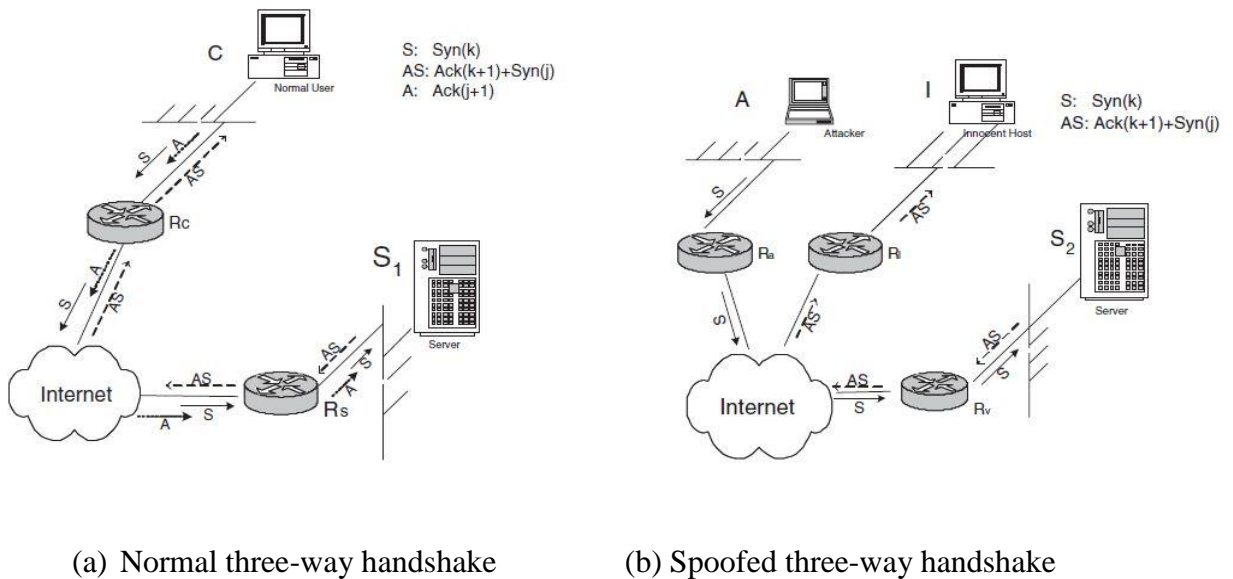 C
Normal User
S: Syn(k)
AS: Ack(k+1)+Syn(j)
A: Ack(j+1)
S
A
AS
Rc
S
A
AS
Internet
AS
S
A
Rs
AS
S
A
S1
Server
A
Attacker
I
Innocent Host
S: Syn(k)
AS: Ack(k+1)+Syn(j)
S
AS
Ra
Ri
S
AS
Internet
AS
S
Rv
AS
S
S2
Server
(a) Normal three-way handshake
(b) Spoofed three-way handshake